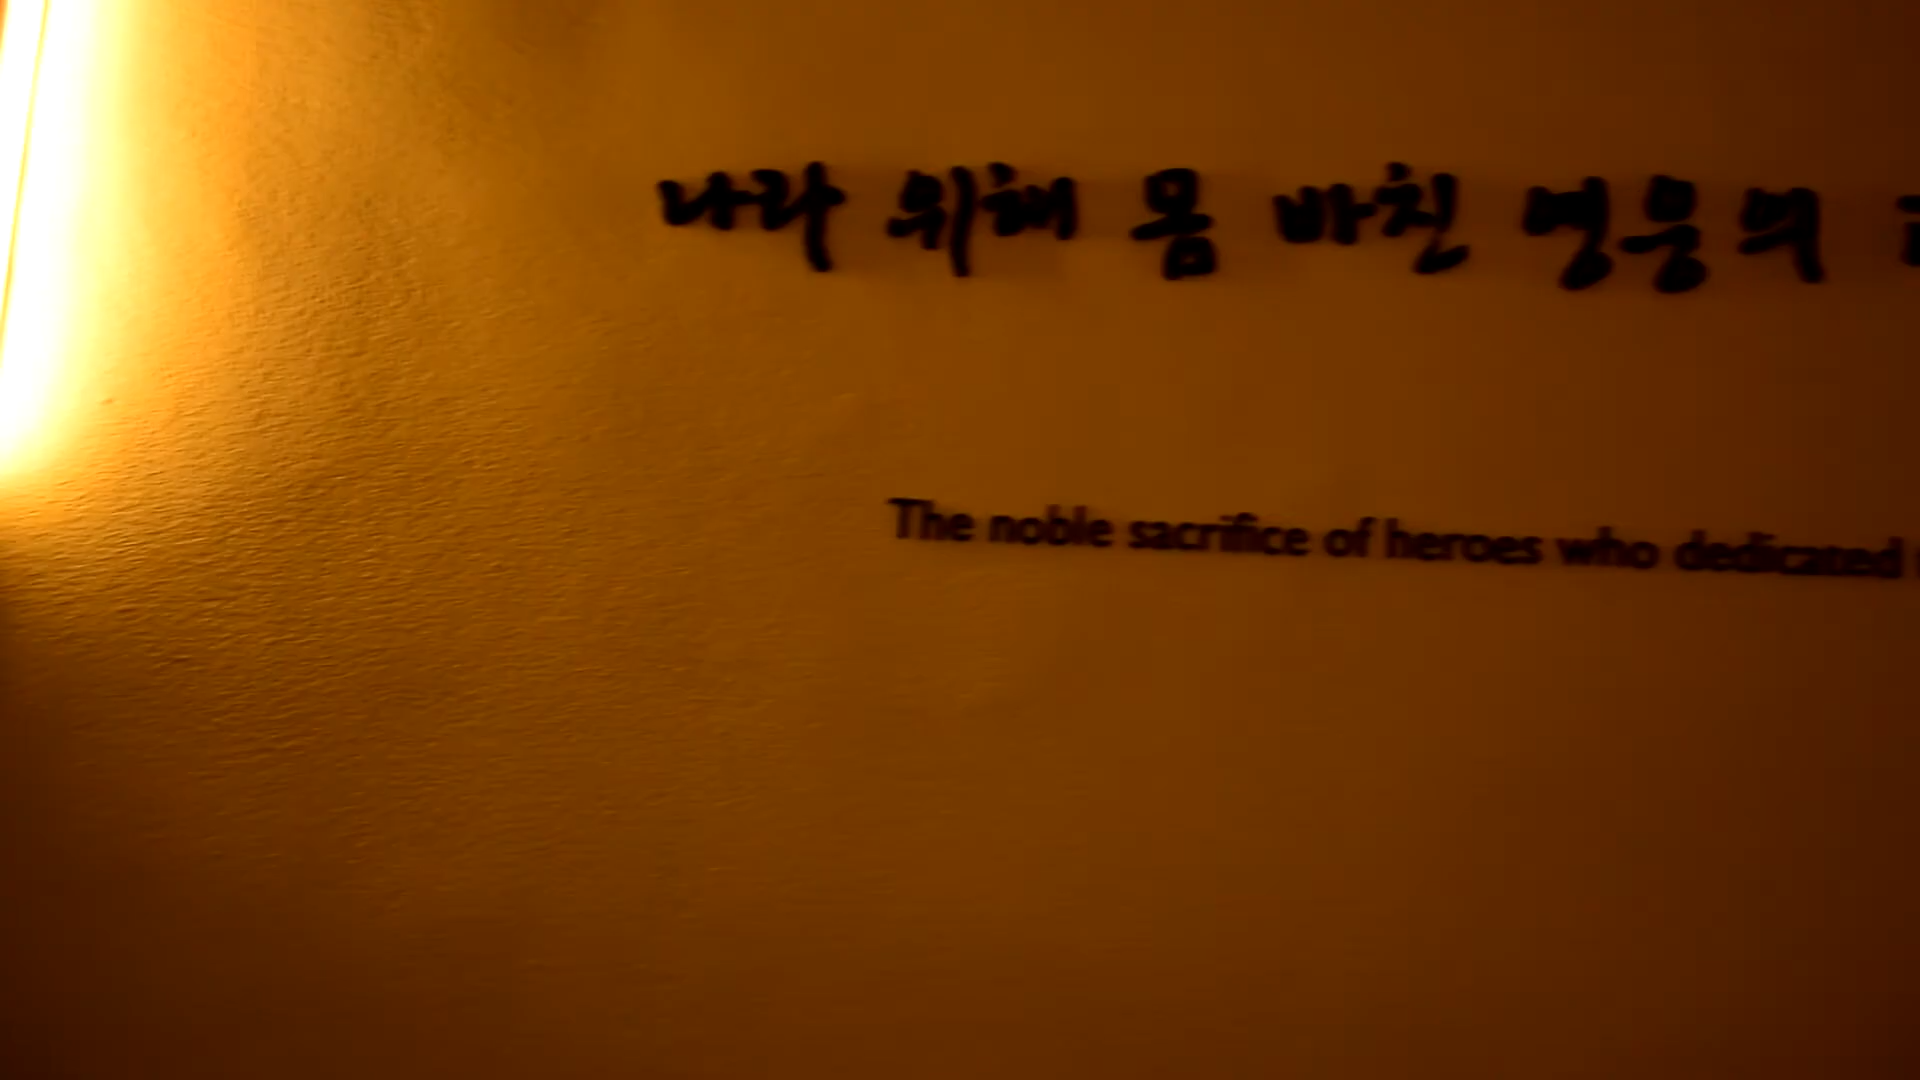 나라 위해 몸 바친 영웅의
The noble sacrifice of heroes who dedicated